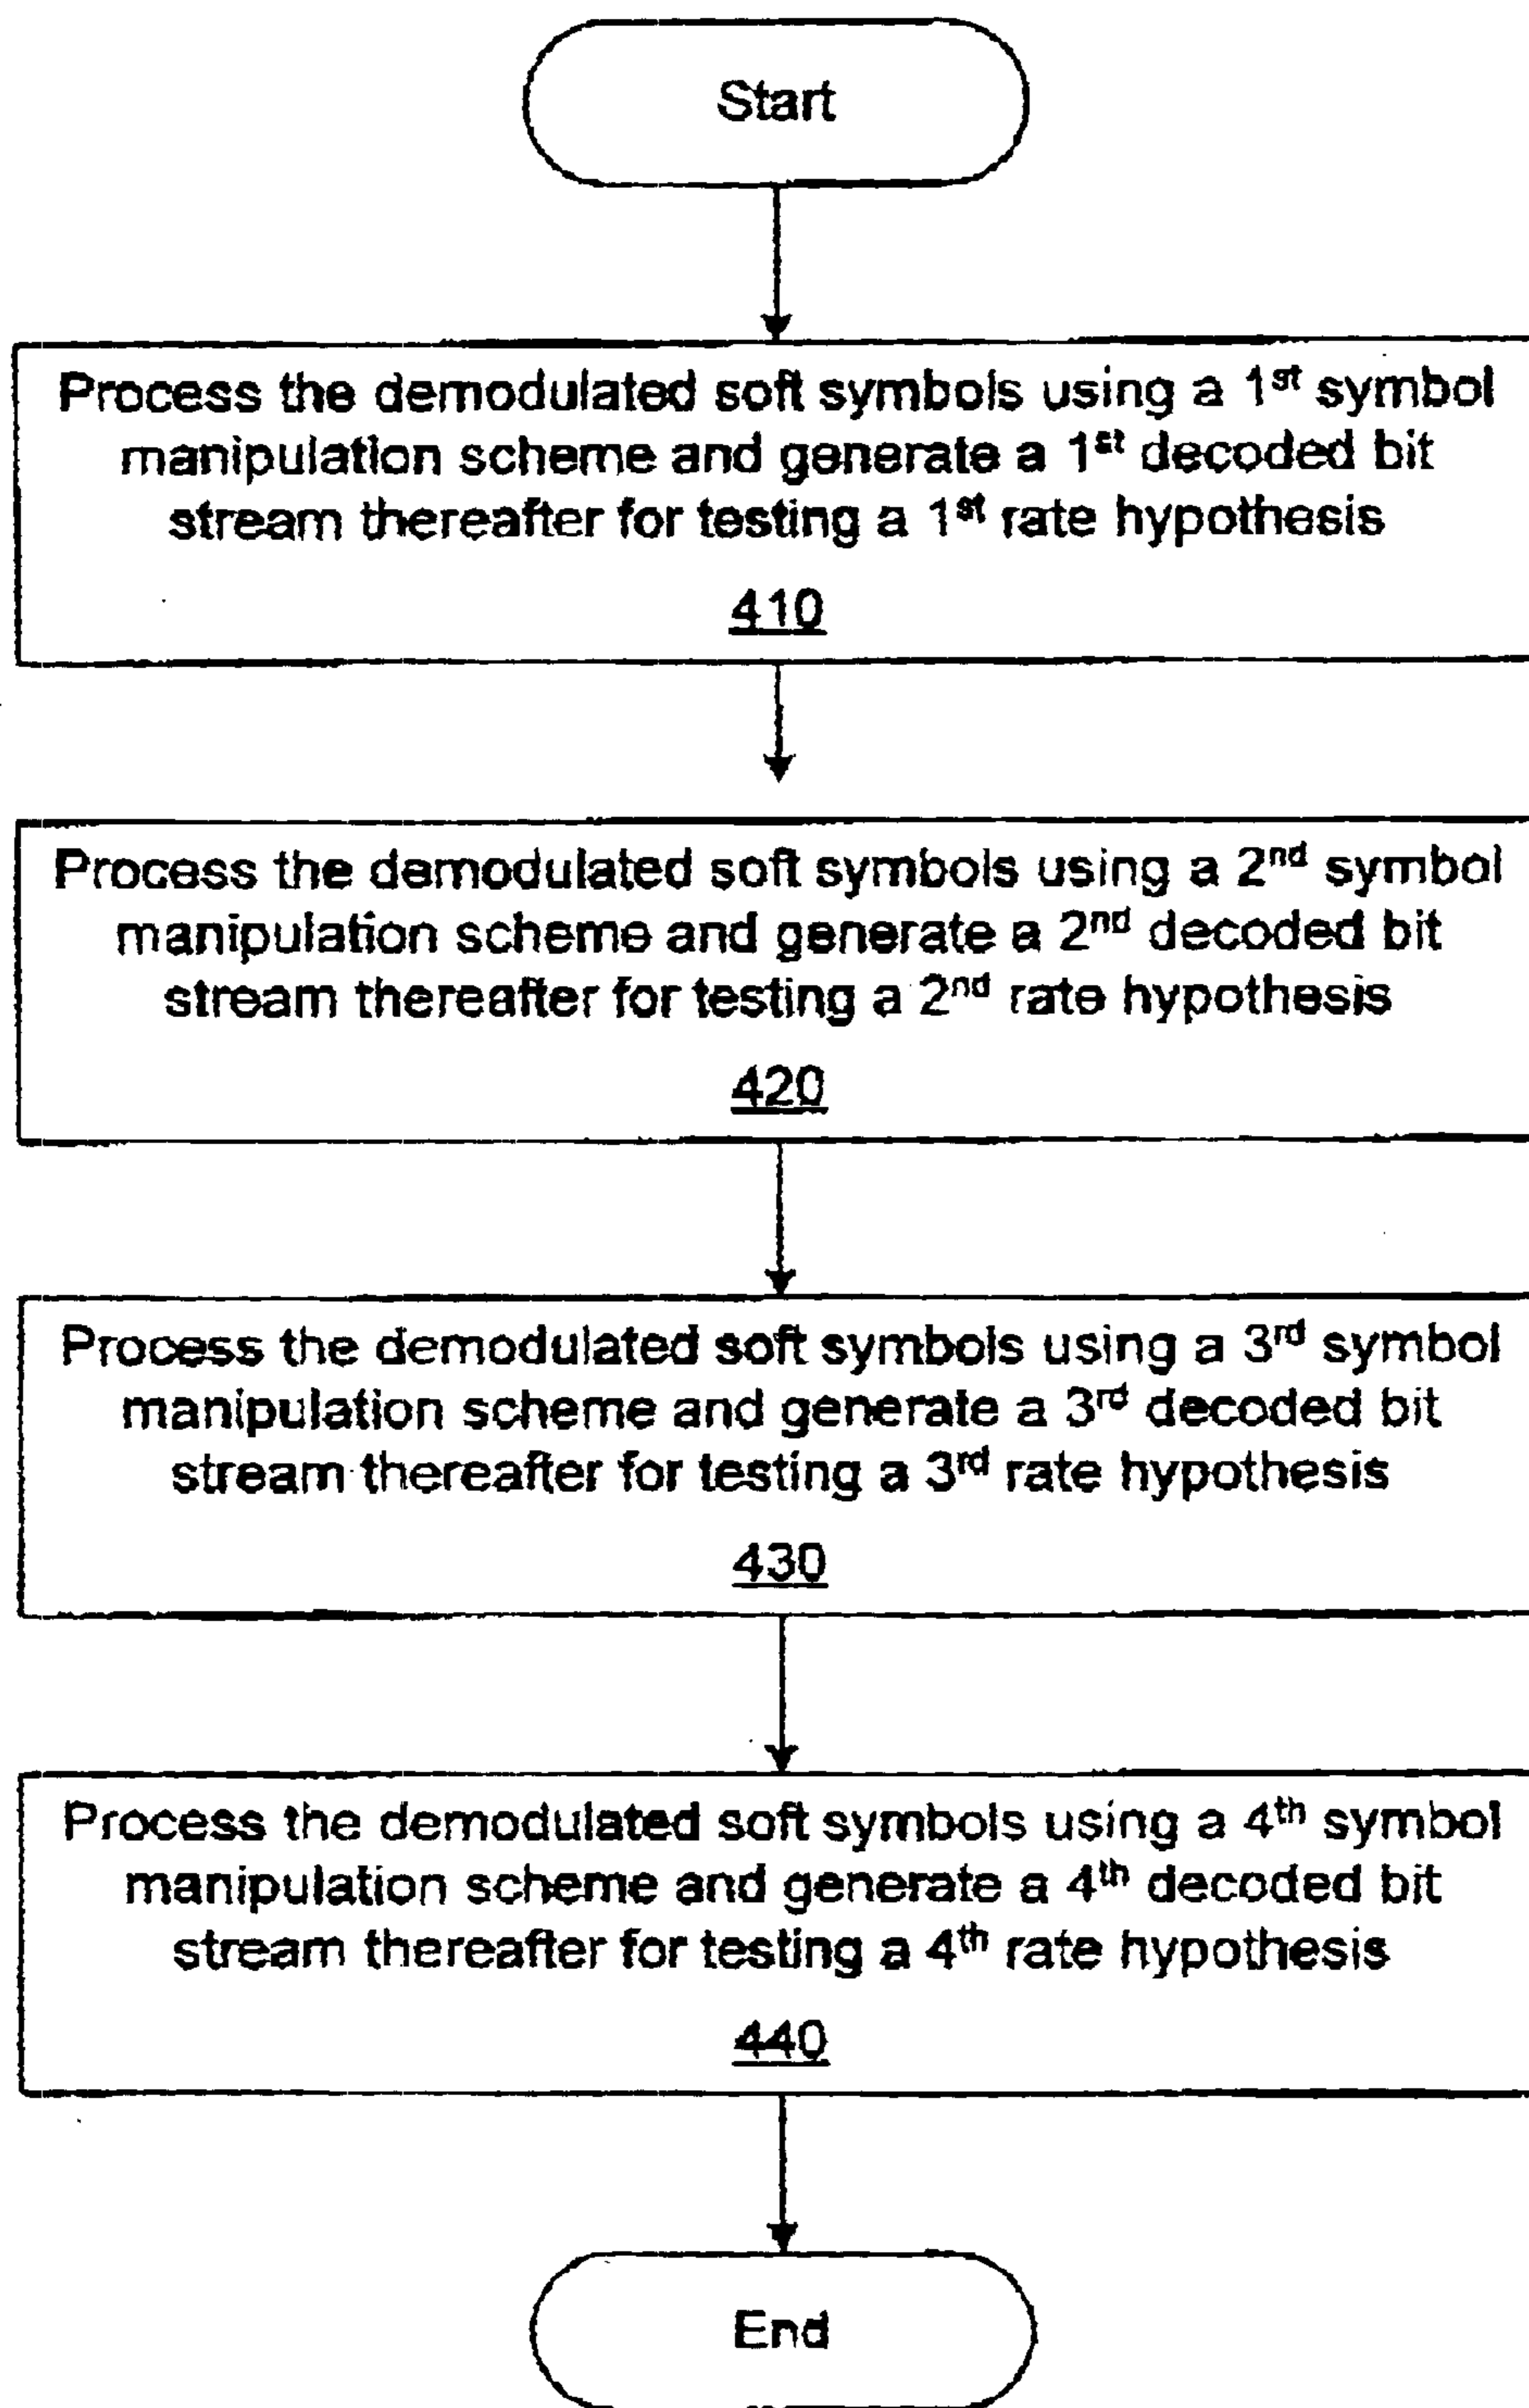 Start
Process the demodulated soft symbols using a 1st symbol
manipulation scheme and generate a 1st decoded bit
stream thereafter for testing a 1st rate hypothesis
410
Process the demodulated soft symbols using a 2nd symbol
manipulation scheme and generate a 2nd decoded bit
stream thereafter for testing a 2nd rate hypothesis
420
Process the demodulated soft symbols using a 3rd symbol
manipulation scheme and generate a 3rd decoded bit
stream thereafter for testing a 3rd rate hypothesis
430
Process the demodulated soft symbols using a 4th symbol
manipulation scheme and generate a 4th decoded bit
stream thereafter for testing a 4th rate hypothesis
440
End